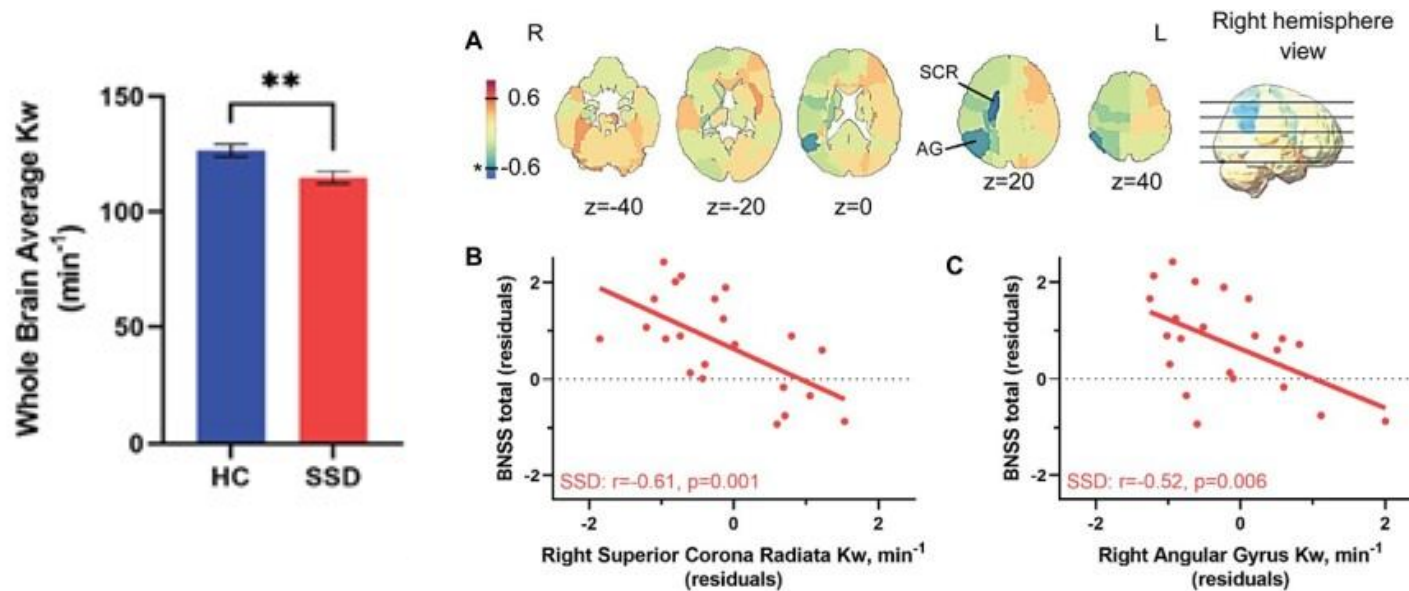 Whole Brain Average Kw
(min⁻¹)
150
100
50
0
**
HC
SSD
A
R
L
Right hemisphere
view
0.6
*
-0.6
SCR
AG
z=-40
z=-20
z=0
z=20
z=40
B
BNSS total (residuals)
2
0
-2
SSD: r=-0.61, p=0.001
-2
0
2
Right Superior Corona Radiata Kw, min⁻¹
(residuals)
C
BNSS total (residuals)
2
0
-2
SSD: r=-0.52, p=0.006
-2
0
2
Right Angular Gyrus Kw, min⁻¹
(residuals)